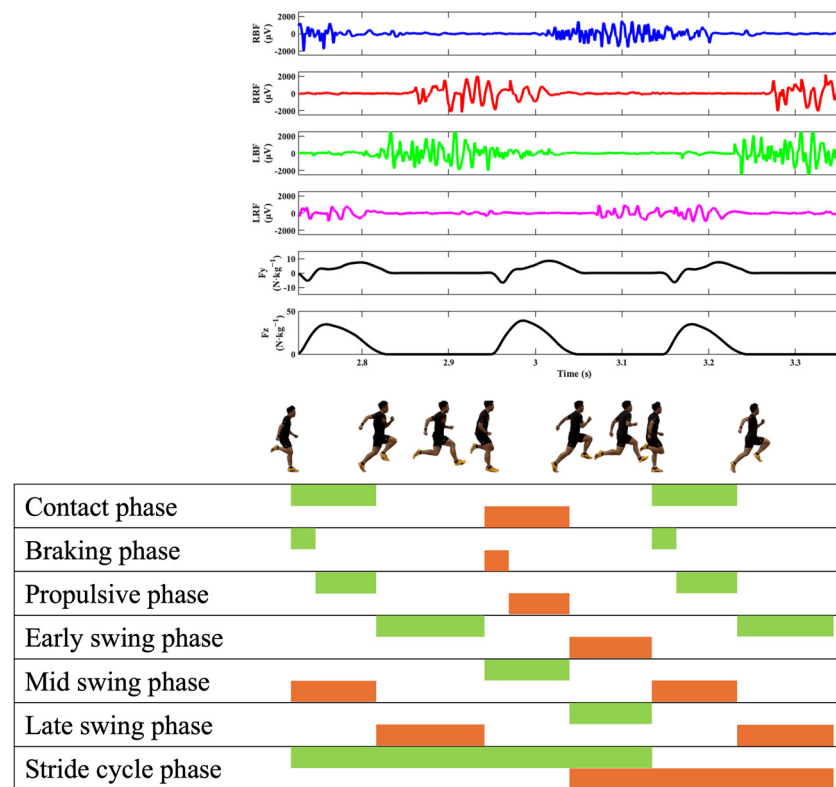 RBF
(µV)
2000
0
-2000
RRF
(µV)
2000
0
-2000
LBF
(µV)
2000
0
-2000
LRF
(µV)
2000
0
-2000
Fy
(N·kg⁻¹)
10
0
-10
Fz
(N·kg⁻¹)
50
0
2.8 2.9 3 3.1 3.2 3.3
Time (s)
Contact phase
Braking phase
Propulsive phase
Early swing phase
Mid swing phase
Late swing phase
Stride cycle phase